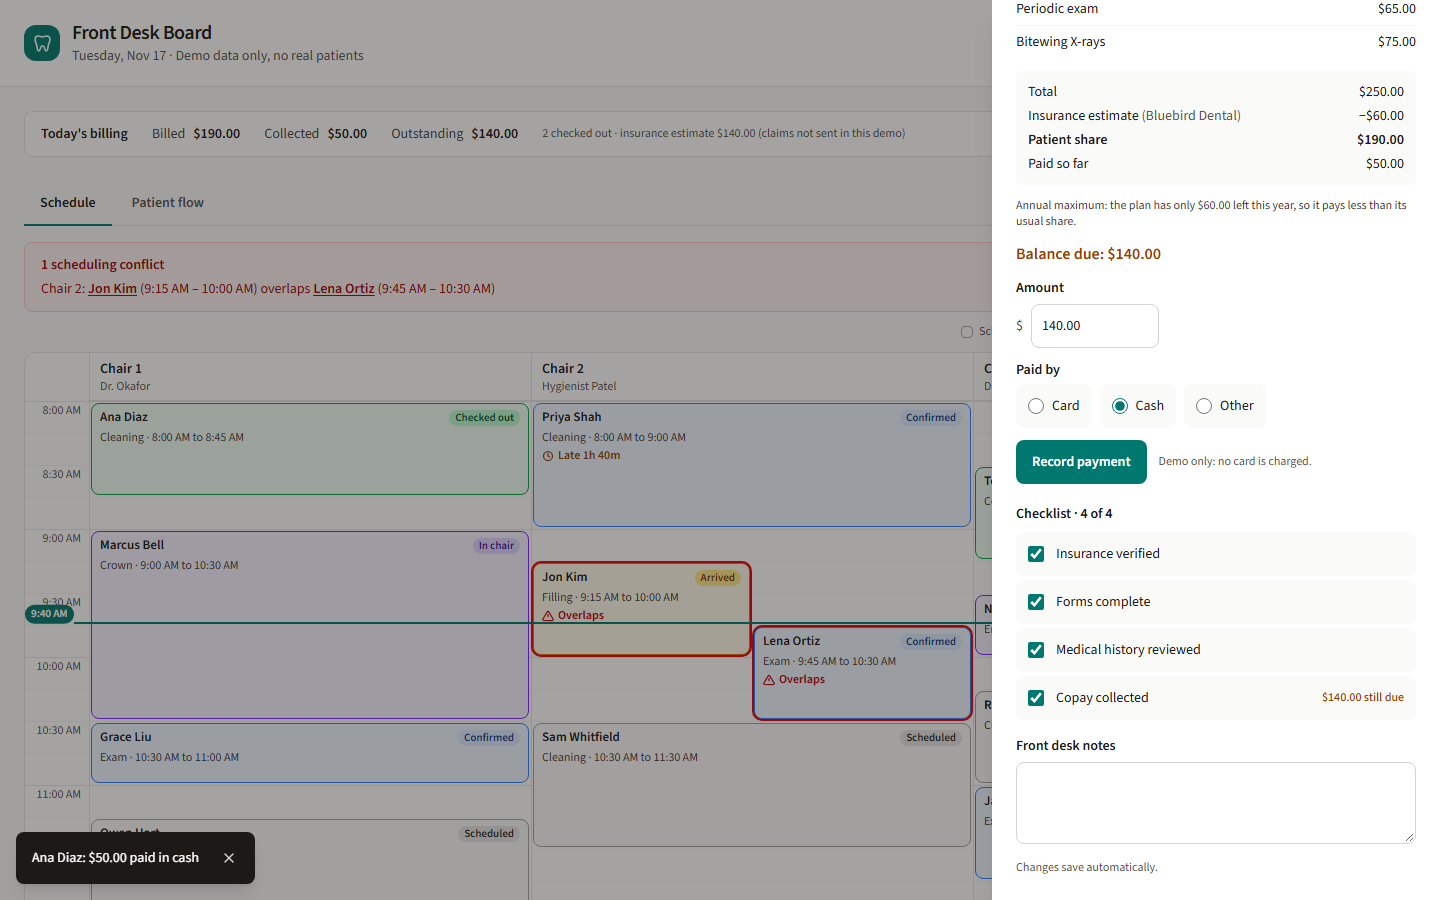 Front Desk Board
Tuesday, Nov 17 · Demo data only, no real patients
Today's billing Billed $190.00 Collected $50.00 Outstanding $140.00 2 checked out · insurance estimate $140.00 (claims not sent in this demo)
Schedule Patient flow
1 scheduling conflict
Chair 2: Jon Kim (9:15 AM – 10:00 AM) overlaps Lena Ortiz (9:45 AM – 10:30 AM)
Chair 1
Dr. Okafor
Chair 2
Hygienist Patel
8:00 AM
8:30 AM
9:00 AM
9:30 AM
9:40 AM
10:00 AM
10:30 AM
11:00 AM
Ana Diaz Checked out
Cleaning · 8:00 AM to 8:45 AM
Marcus Bell In chair
Crown · 9:00 AM to 10:30 AM
Grace Liu Confirmed
Exam · 10:30 AM to 11:00 AM
Scheduled
Priya Shah Confirmed
Cleaning · 8:00 AM to 9:00 AM
Late 1h 40m
Jon Kim Arrived
Filling · 9:15 AM to 10:00 AM
Overlaps
Lena Ortiz Confirmed
Exam · 9:45 AM to 10:30 AM
Overlaps
Sam Whitfield Scheduled
Cleaning · 10:30 AM to 11:30 AM
Ana Diaz: $50.00 paid in cash
Periodic exam $65.00
Bitewing X-rays $75.00
Total $250.00
Insurance estimate (Bluebird Dental) −$60.00
Patient share $190.00
Paid so far $50.00
Annual maximum: the plan has only $60.00 left this year, so it pays less than its
usual share.
Balance due: $140.00
Amount
$ 140.00
Paid by
Card Cash Other
Record payment Demo only: no card is charged.
Checklist · 4 of 4
Insurance verified
Forms complete
Medical history reviewed
Copay collected $140.00 still due
Front desk notes
Changes save automatically.